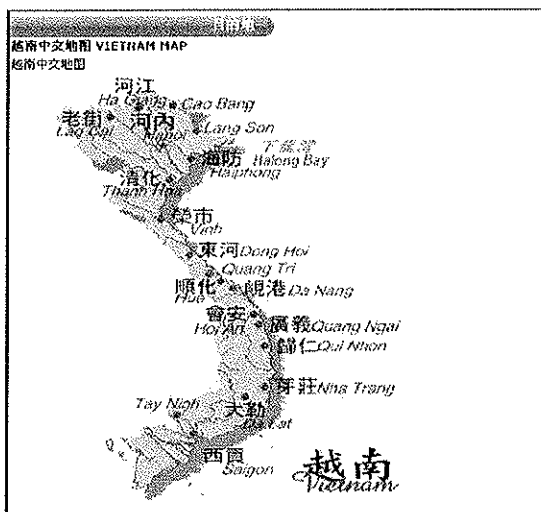 越南中文地图 VIETNAM MAP
越南中文地图
河江
Ha Giang
Cao Bang
老街
Lao Cai
河內
Hanoi
Lang Son
下龍灣
Halong Bay
海防
Haiphong
清化
Thanh Hoa
榮市
Vinh
東河 Dong Hoi
Quang Tri
順化
Hue
峴港 Da Nang
會安
Hoi An
廣義 Quang Ngai
歸仁 Qui Nhon
芽莊 Nha Trang
Tay Ninh
大勒
Da Lat
西貢
Saigon
越南
Vietnam